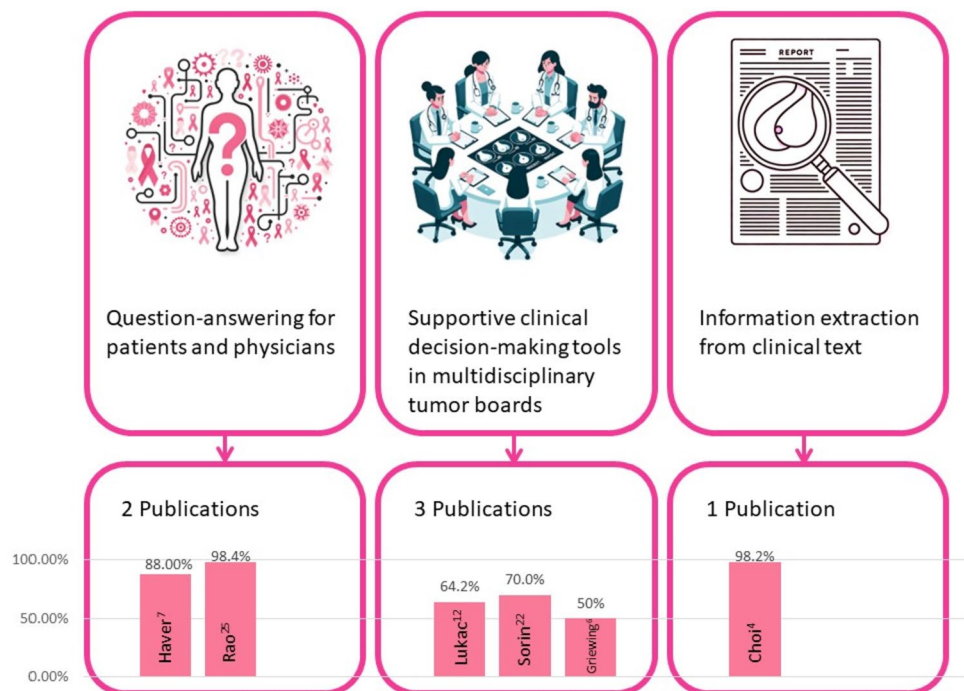 REPORT
Question-answering for
patients and physicians
Supportive clinical
decision-making tools
in multidisciplinary
tumor boards
Information extraction
from clinical text
2 Publications
3 Publications
1 Publication
100.00%
50.00%
0.00%
88.00%
98.4%
64.2%
70.0%
50%
98.2%
Haver⁷
Rao²⁵
Lukac¹²
Sorin²²
Griewing⁶
Choi⁴